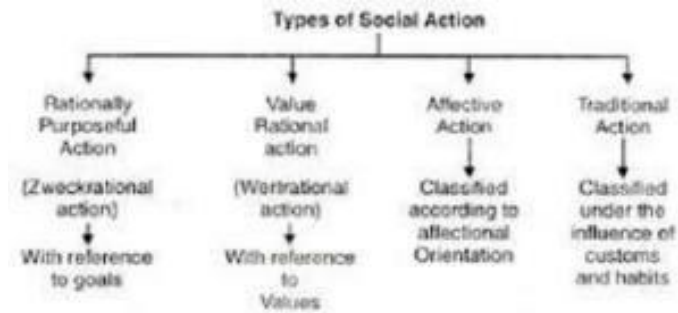 Types of Social Action
Rationally
Purposeful
Action
(Zweckrational
action)
With reference
to goals
Value
Rational
action
(Wertrational
action)
With reference
to
Values
Affective
Action
Classified
according to
affectional
Orientation
Traditional
Action
Classified
under the
influence of
customs
and habits